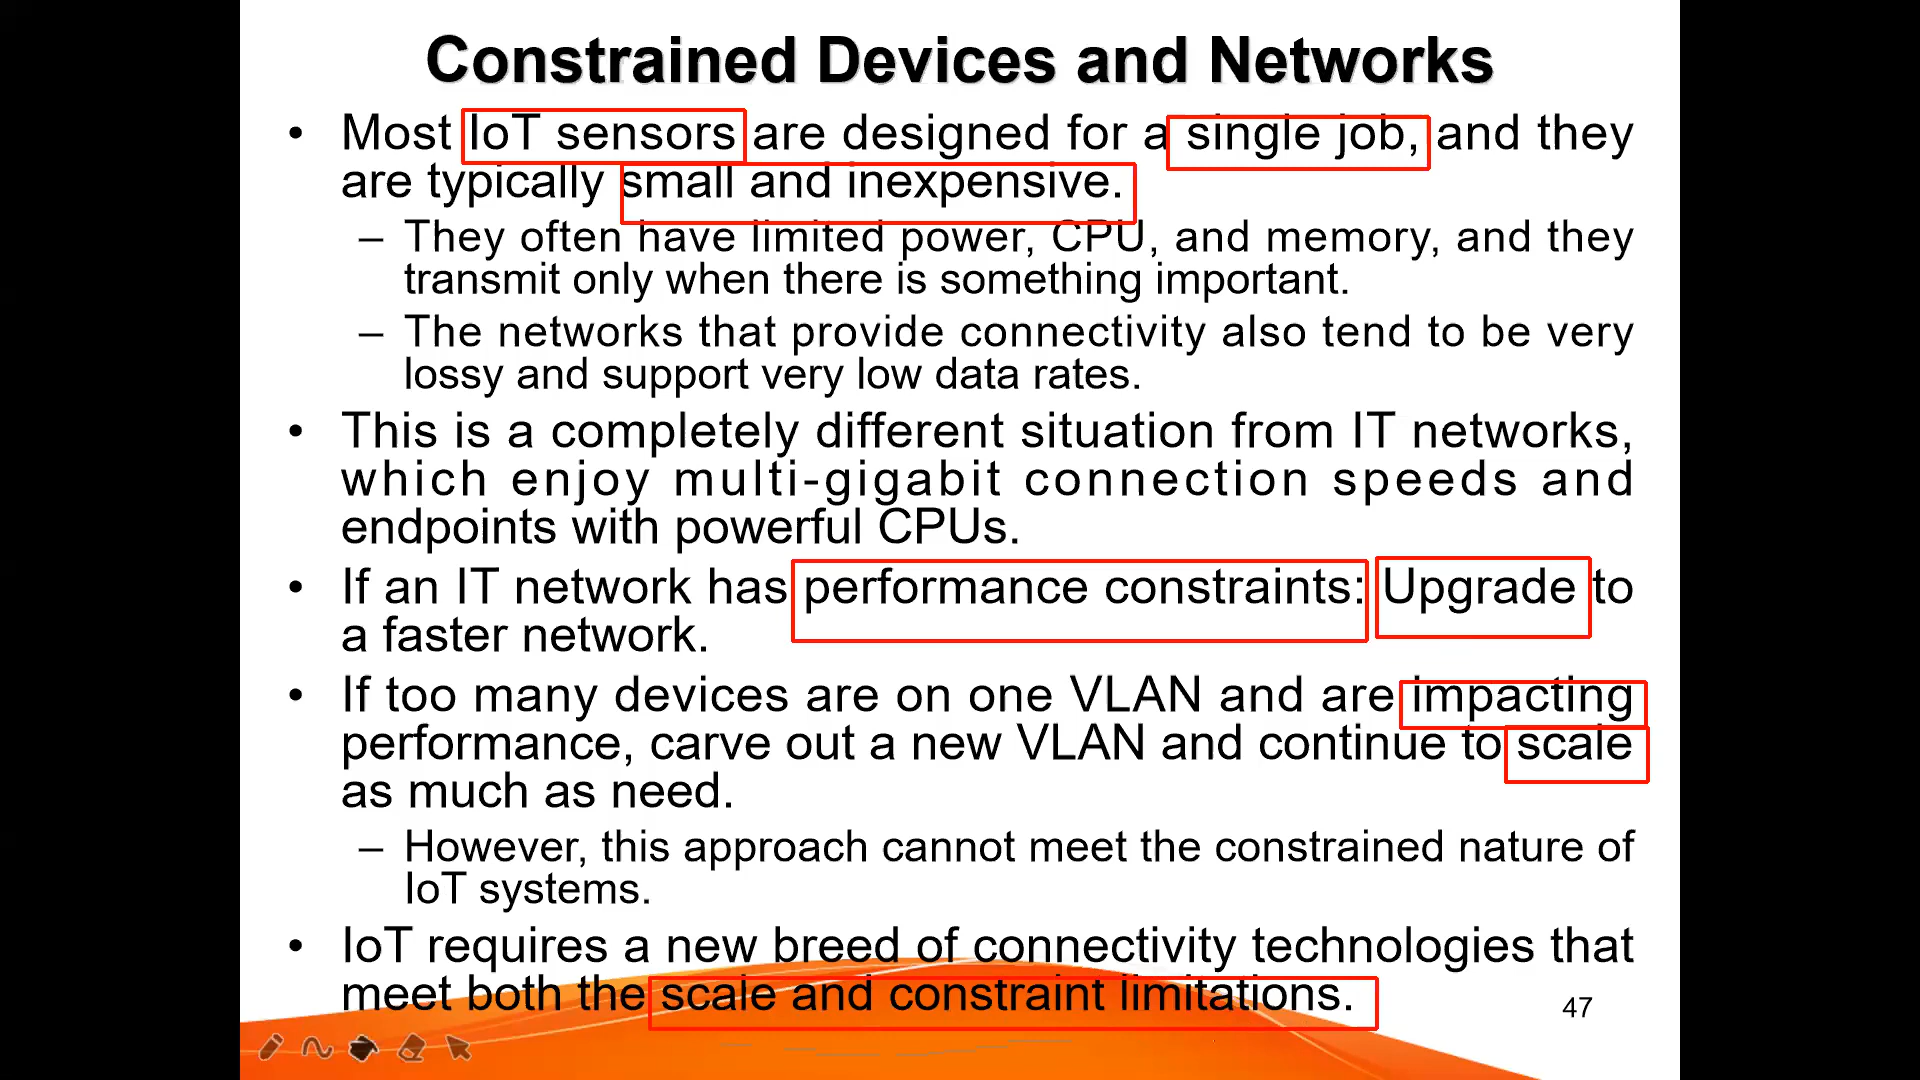 Constrained Devices and Networks
• Most IoT sensors are designed for a single job, and they
are typically small and inexpensive.
– They often have limited power, CPU, and memory, and they
transmit only when there is something important.
– The networks that provide connectivity also tend to be very
lossy and support very low data rates.
• This is a completely different situation from IT networks,
which enjoy multi-gigabit connection speeds and
endpoints with powerful CPUs.
• If an IT network has performance constraints: Upgrade to
a faster network.
• If too many devices are on one VLAN and are impacting
performance, carve out a new VLAN and continue to scale
as much as need.
– However, this approach cannot meet the constrained nature of
IoT systems.
• IoT requires a new breed of connectivity technologies that
meet both the scale and constraint limitations.
47